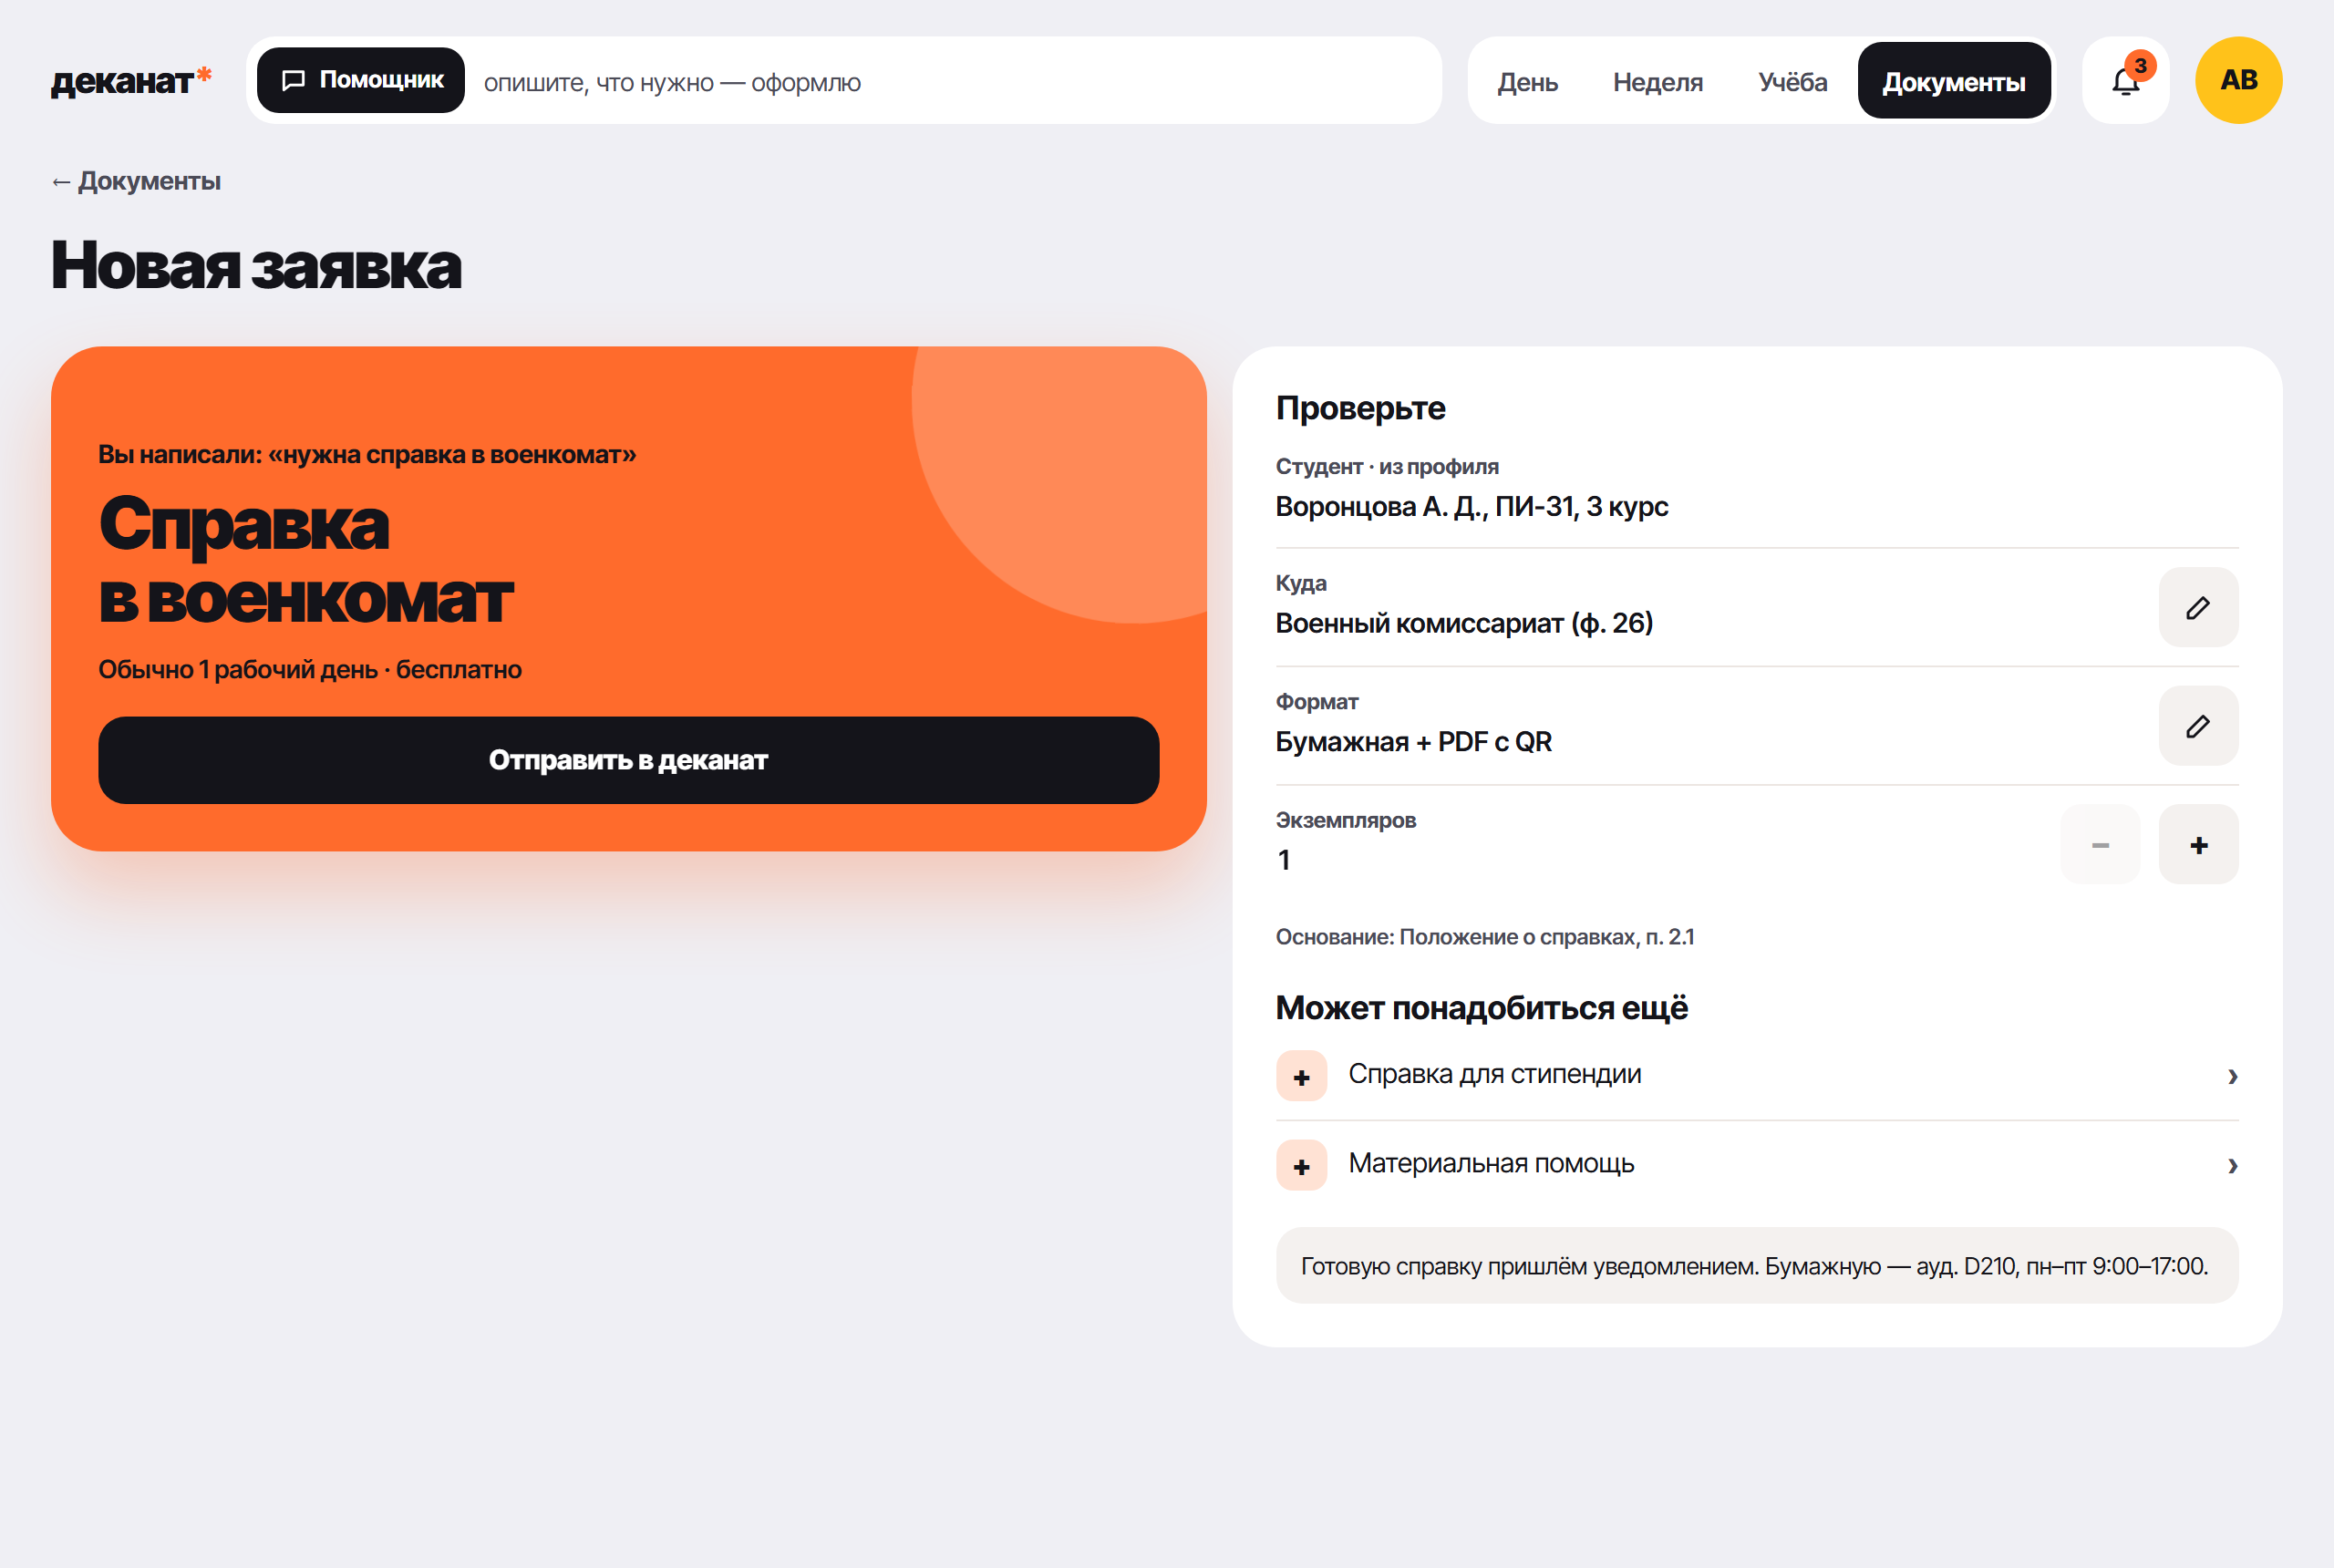 деканат*
Помощник
опишите, что нужно — оформлю
День
Неделя
Учёба
Документы
3
АВ
← Документы
Новая заявка
Вы написали: «нужна справка в военкомат»
Справка
в военкомат
Обычно 1 рабочий день · бесплатно
Отправить в деканат
Проверьте
Студент · из профиля
Воронцова А. Д., ПИ-31, 3 курс
Куда
Военный комиссариат (ф. 26)
Формат
Бумажная + PDF с QR
Экземпляров
1
−
+
Основание: Положение о справках, п. 2.1
Может понадобиться ещё
+ Справка для стипендии ›
+ Материальная помощь ›
Готовую справку пришлём уведомлением. Бумажную — ауд. D210, пн–пт 9:00–17:00.